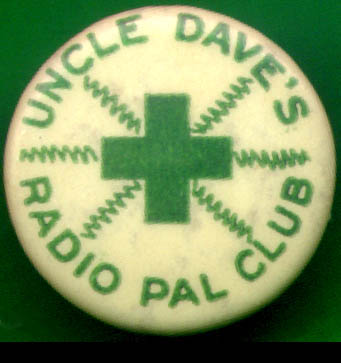 UNCLE DAVE'S
RADIO PAL CLUB